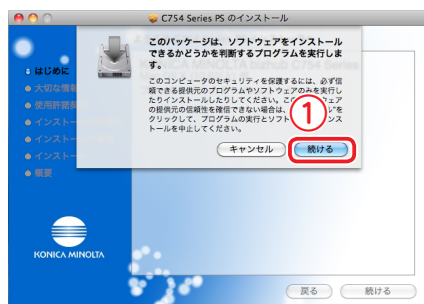 C754 Series PS のインストール
このパッケージは、ソフトウェアをインストール
できるかどうかを判断するプログラムを実行しま
す。
このコンピュータのセキュリティを保護するには、必ず信
頼できる提供元のプログラムやソフトウェアのみを実行し
たりインストールしたりしてください。この
の提供元の信頼性を確信できない場合は、
クリックして、プログラムの実行とソフト
トールを中止してください。
①
キャンセル
続ける
はじめに
大切な情報
使用許諾
インスト
インスト
インスト
概要
KONICA MINOLTA
戻る
続ける